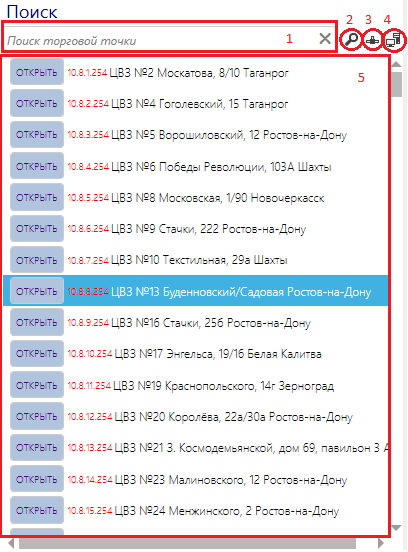 Поиск
2 3 4
Поиск торговой точки 1
5
ОТКРЫТЬ 10.8.1.254 ЦВЗ №2 Москатова, 8/10 Таганрог
ОТКРЫТЬ 10.8.2.254 ЦВЗ №4 Гоголевский, 15 Таганрог
ОТКРЫТЬ 10.8.3.254 ЦВЗ №5 Ворошиловский, 12 Ростов-на-Дону
ОТКРЫТЬ 10.8.4.254 ЦВЗ №6 Победы Революции, 103А Шахты
ОТКРЫТЬ 10.8.5.254 ЦВЗ №8 Московская, 1/90 Новочеркасск
ОТКРЫТЬ 10.8.6.254 ЦВЗ №9 Стачки, 222 Ростов-на-Дону
ОТКРЫТЬ 10.8.7.254 ЦВЗ №10 Текстильная, 29а Шахты
ОТКРЫТЬ 10.8.8.254 ЦВЗ №13 Буденновский/Садовая Ростов-на-Дону
ОТКРЫТЬ 10.8.9.254 ЦВЗ №16 Стачки, 25б Ростов-на-Дону
ОТКРЫТЬ 10.8.10.254 ЦВЗ №17 Энгельса, 19/16 Белая Калитва
ОТКРЫТЬ 10.8.11.254 ЦВЗ №19 Краснопольского, 14г Зерноград
ОТКРЫТЬ 10.8.12.254 ЦВЗ №20 Королёва, 22а/30а Ростов-на-Дону
ОТКРЫТЬ 10.8.13.254 ЦВЗ №21 З. Космодемьянской, дом 69, павильон 3 А
ОТКРЫТЬ 10.8.14.254 ЦВЗ №23 Малиновского, 12 Ростов-на-Дону
ОТКРЫТЬ 10.8.15.254 ЦВЗ №24 Менжинского, 2 Ростов-на-Дону